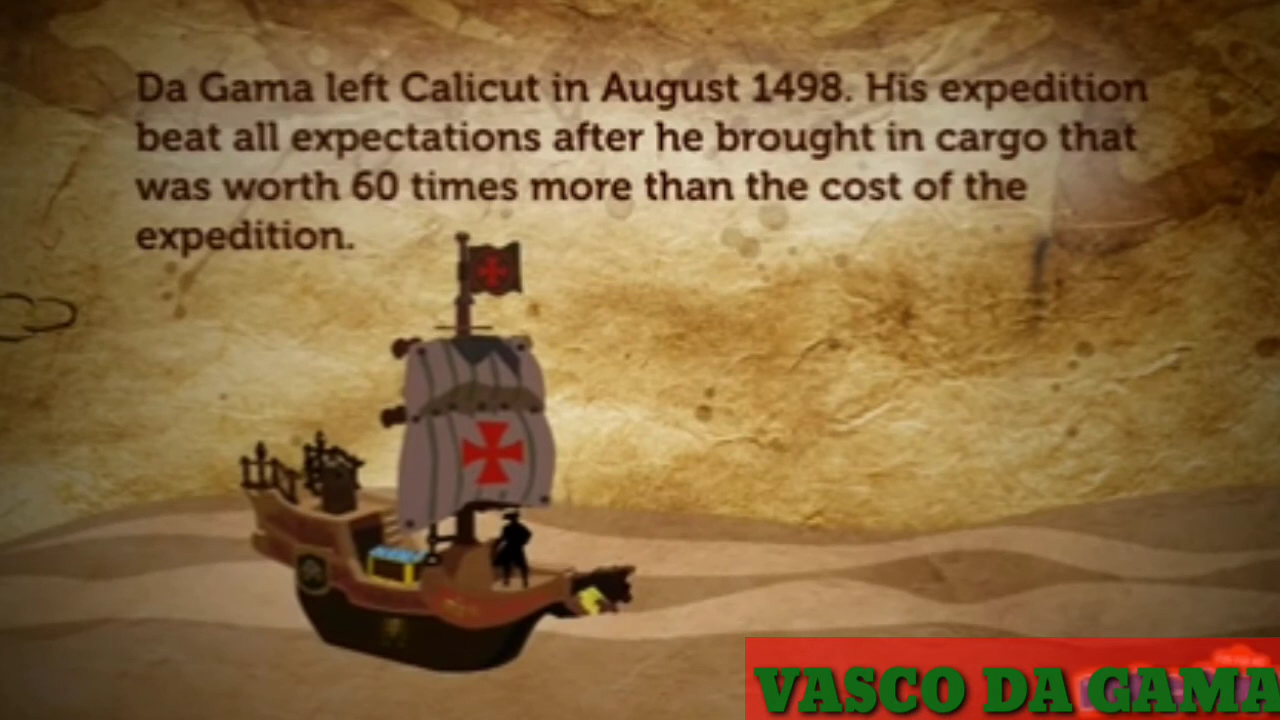 Da Gama left Calicut in August 1498. His expedition
beat all expectations after he brought in cargo that
was worth 60 times more than the cost of the
expedition.
VASCO DA GAMA